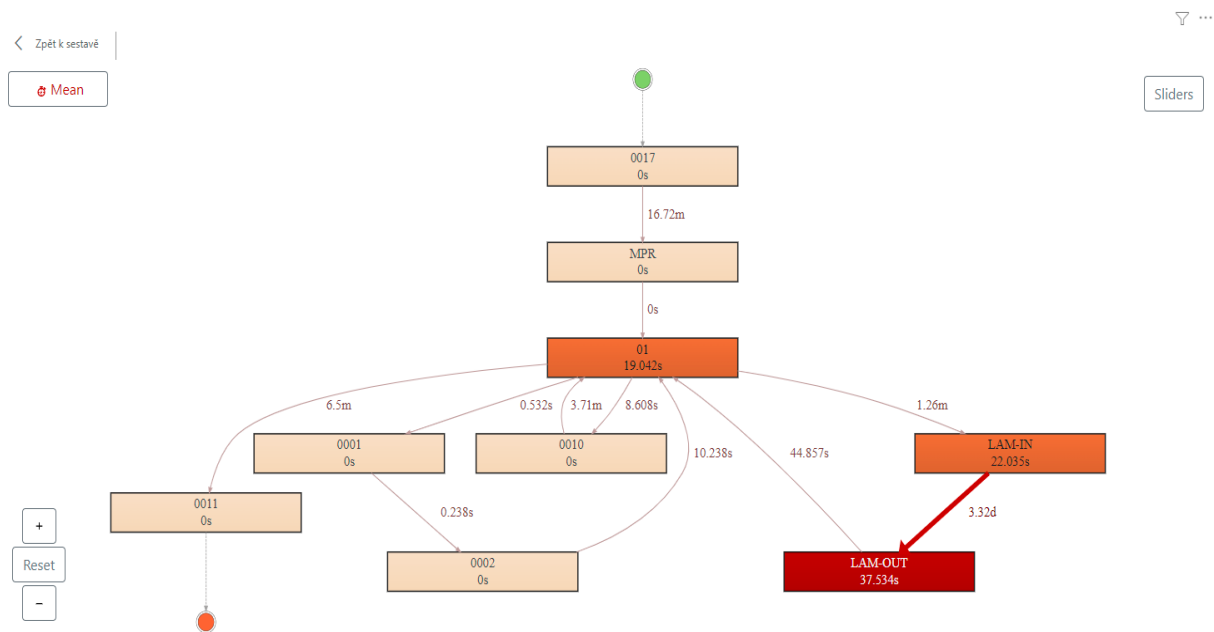 Zpět k sestavě
Mean
Sliders
0017
0s
16.72m
MPR
0s
0s
01
19.042s
6.5m
0.532s
3.71m
8.608s
1.26m
0001
0s
0010
0s
10.238s
44.857s
LAM-IN
22.035s
0011
0s
0.238s
3.32d
0002
0s
LAM-OUT
37.534s
+
Reset
−